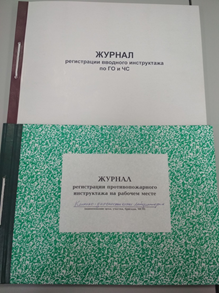 ЖУРНАЛ
регистрации вводного инструктажа
по ГО и ЧС
ЖУРНАЛ
регистрации противопожарного
инструктажа на рабочем месте